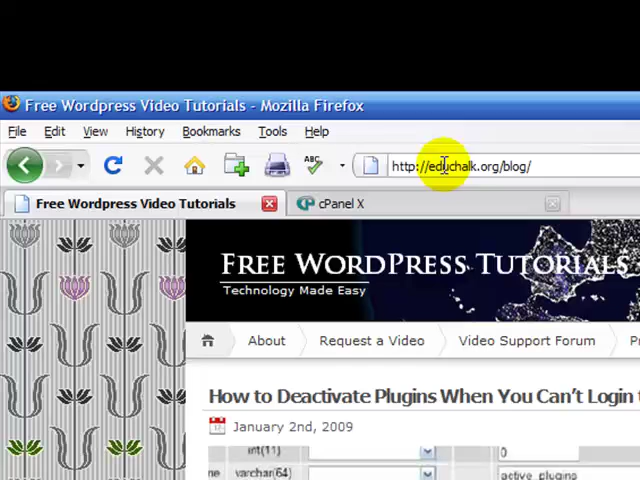 Free Wordpress Video Tutorials - Mozilla Firefox
File Edit View History Bookmarks Tools Help
ABC http://educhalk.org/blog/
Free Wordpress Video Tutorials cPanel X
FREE WORDPRESS TUTORIALS
Technology Made Easy
About Request a Video Video Support Forum
How to Deactivate Plugins When You Can't Login
January 2nd, 2009
int(11) 0
me varchar(64) active_plugins